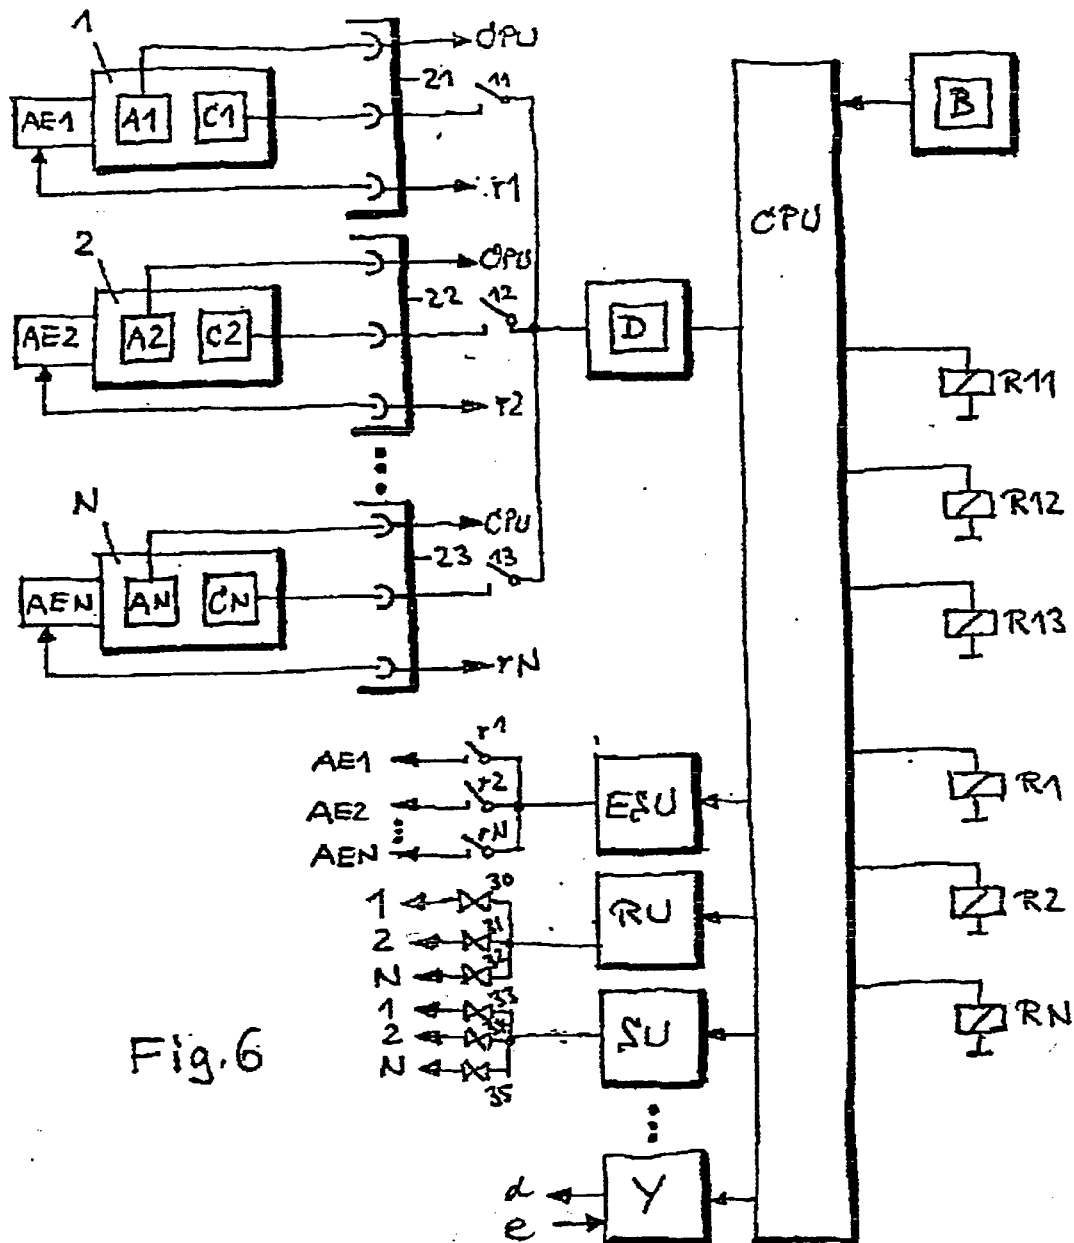 1
CPU
21
11
AE1
A1
C1
r1
B
CPU
2
CPU
22
12
AE2
A2
C2
r2
D
R11
N
CPU
23
13
AEN
AN
CN
rN
R12
R13
AE1
r1
AE2
r2
AEN
rN
ESU
R1
1
30
2
31
N
32
RU
R2
1
33
2
34
N
35
SU
RN
Fig.6
d
e
Y